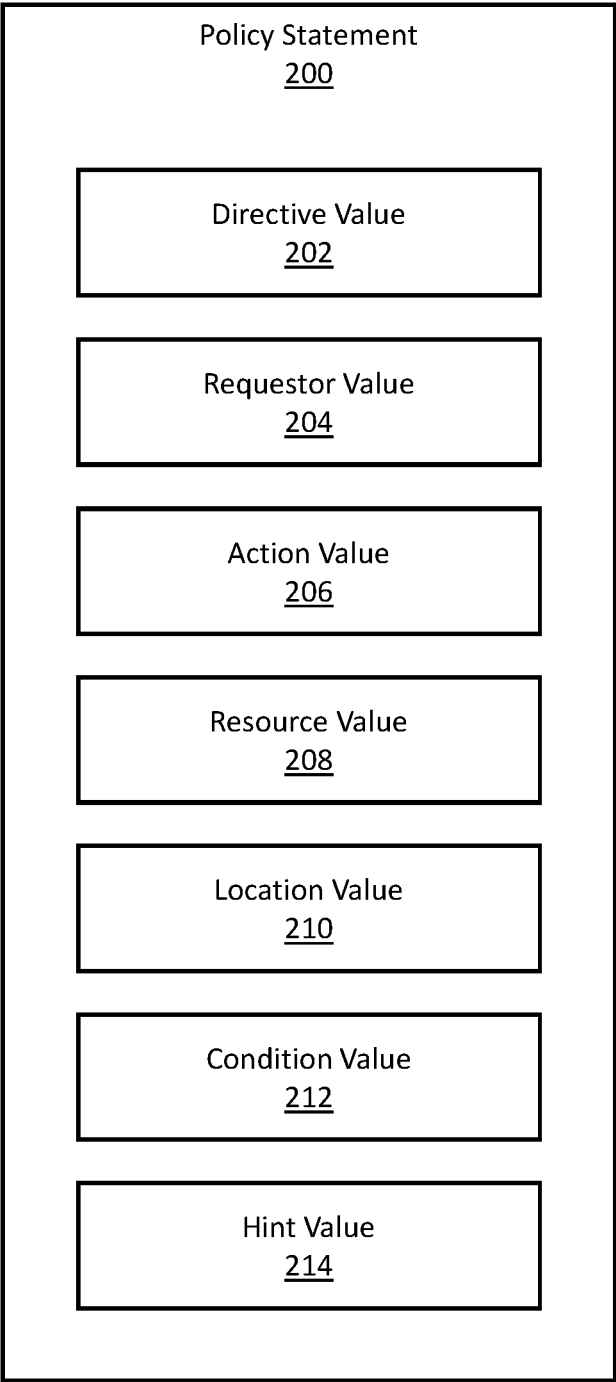 Policy Statement
200
Directive Value
202
Requestor Value
204
Action Value
206
Resource Value
208
Location Value
210
Condition Value
212
Hint Value
214